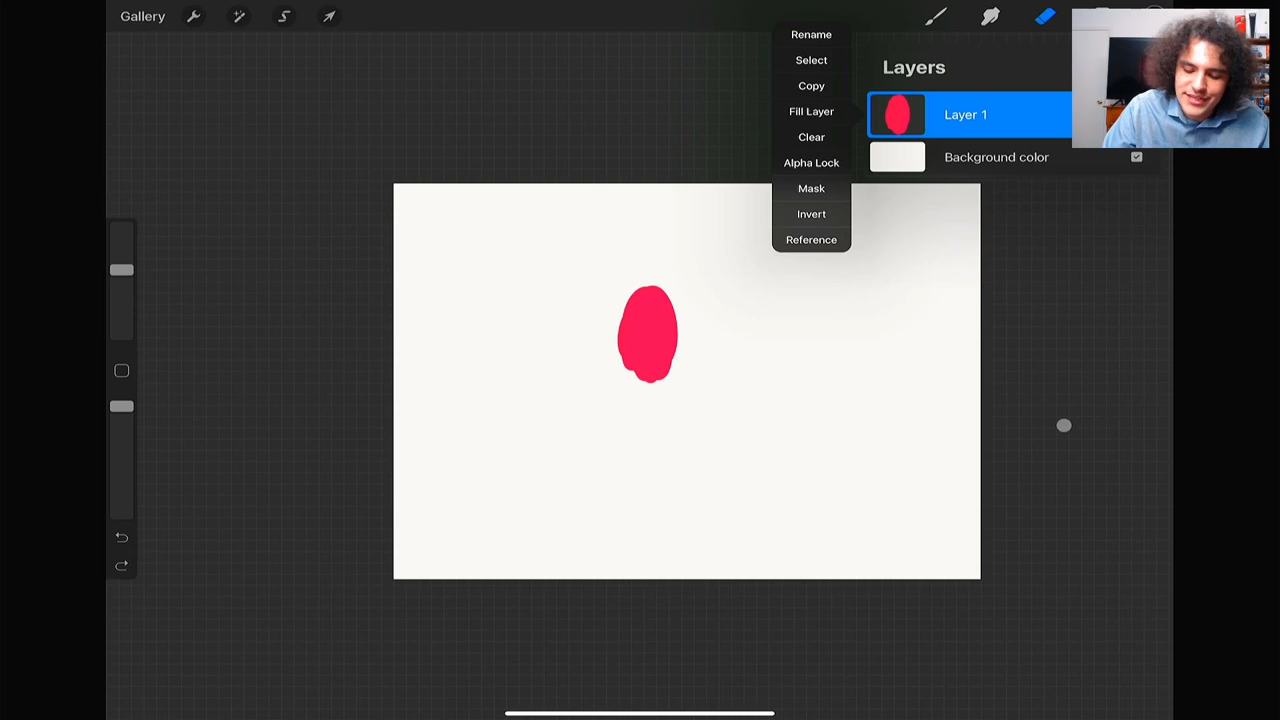 Gallery
Rename
Select
Copy
Fill Layer
Clear
Alpha Lock
Mask
Invert
Reference
Layers
Layer 1
Background color